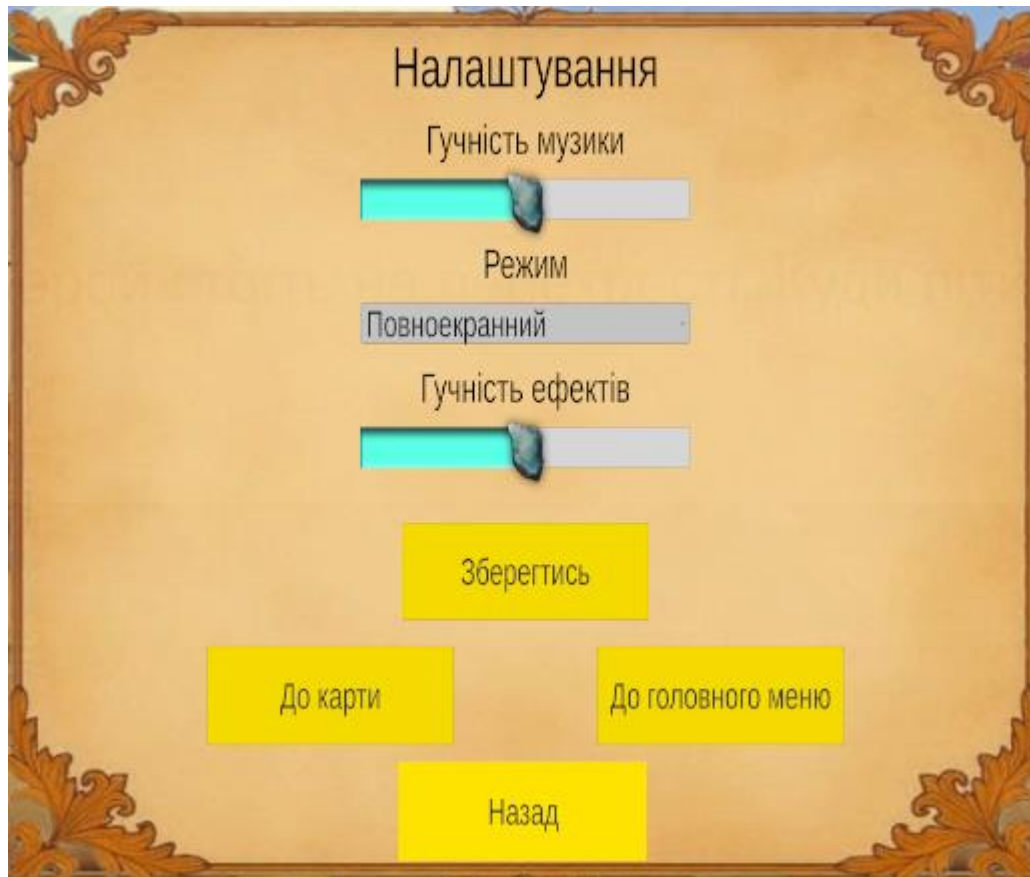 Налаштування
Гучність музики
Режим
Повноекранний
Гучність ефектів
Зберегтись
До карти
До головного меню
Назад